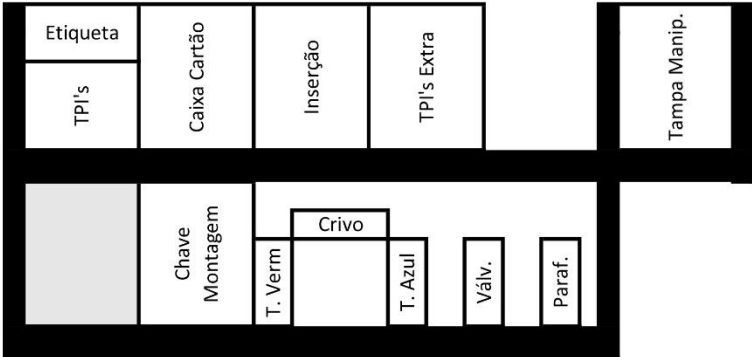 Etiqueta
TPI's
Caixa Cartão
Inserção
TPI's Extra
Tampa Manip.
Chave
Montagem
T. Verm
Crivo
T. Azul
Válv.
Paraf.